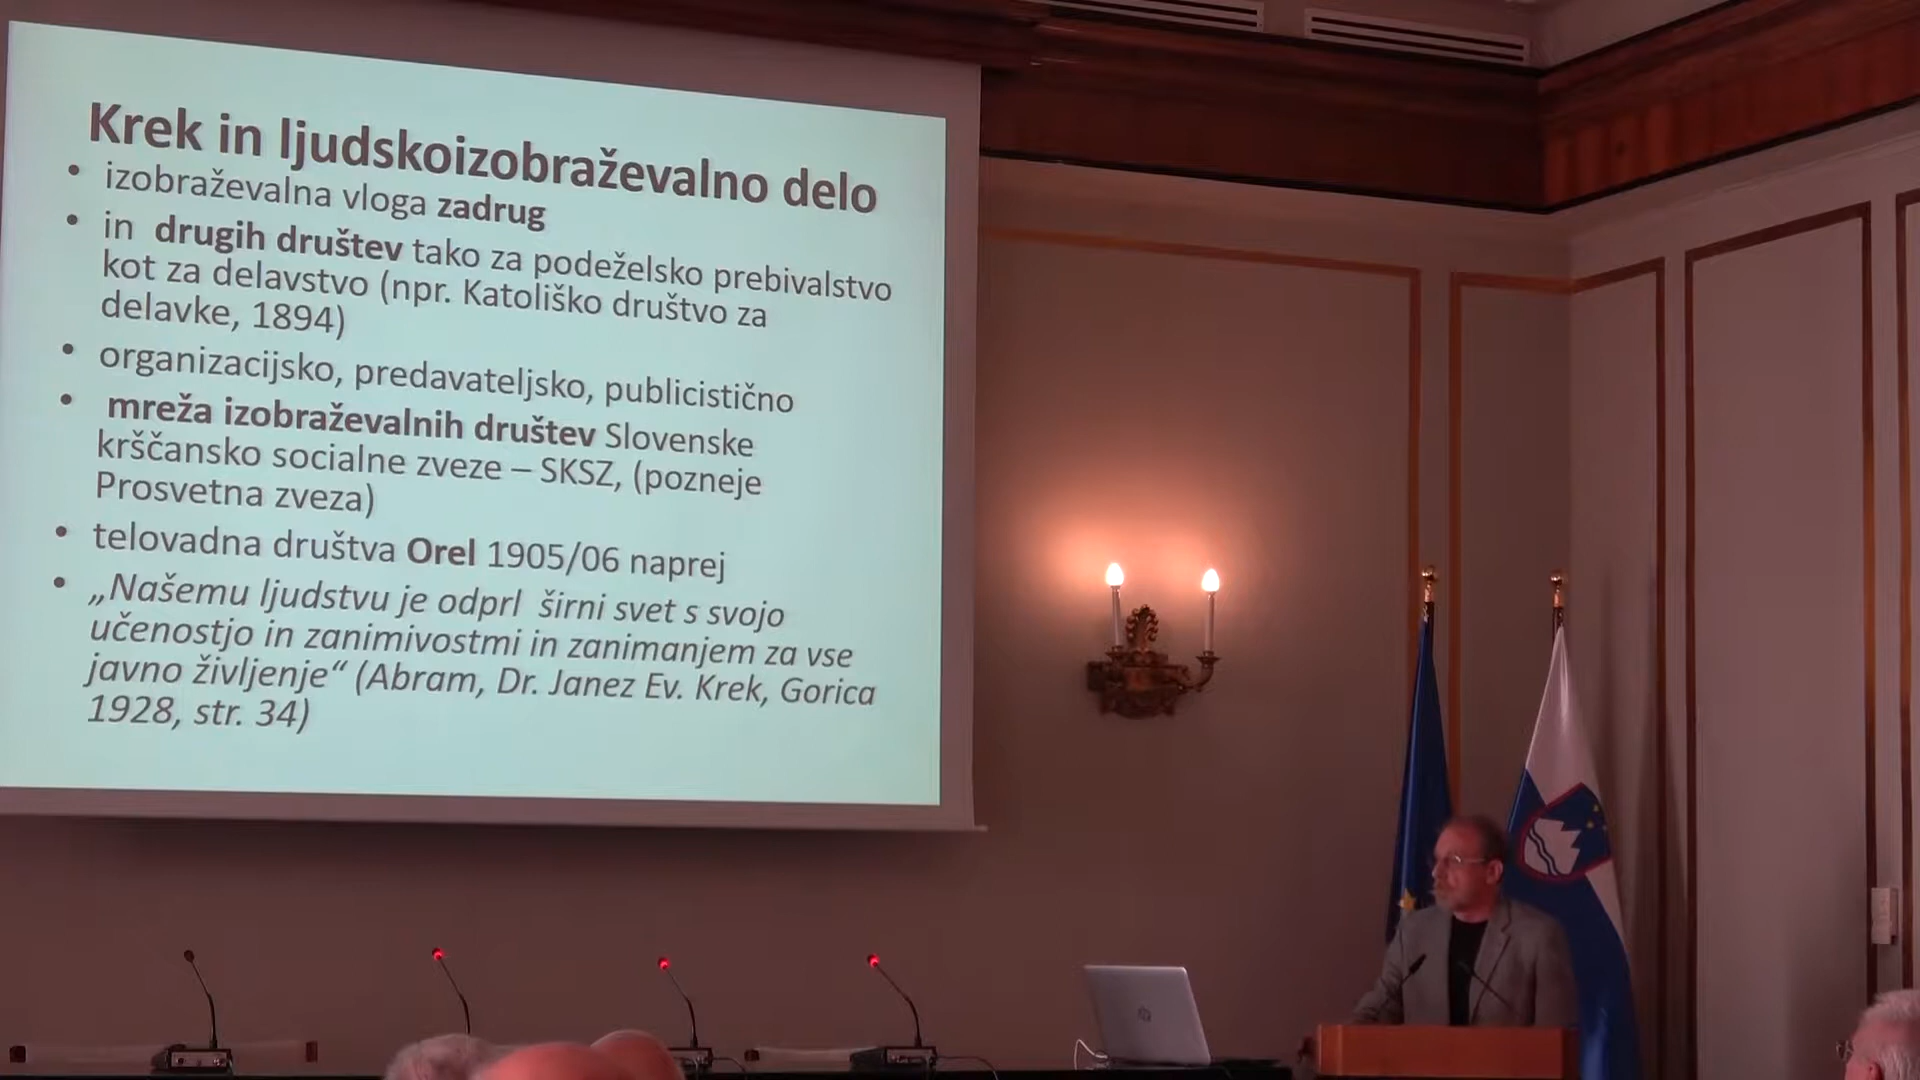 Krek in ljudskoizobraževalno delo
• izobraževalna vloga zadrug
• in drugih društev tako za podeželsko prebivalstvo
kot za delavstvo (npr. Katoliško društvo za
delavke, 1894)
• organizacijsko, predavateljsko, publicistično
• mreža izobraževalnih društev Slovenske
krščansko socialne zveze – SKSZ, (pozneje
Prosvetna zveza)
• telovadna društva Orel 1905/06 naprej
• „Našemu ljudstvu je odprl širni svet s svojo
učenostjo in zanimivostmi in zanimanjem za vse
javno življenje“ (Abram, Dr. Janez Ev. Krek, Gorica
1928, str. 34)